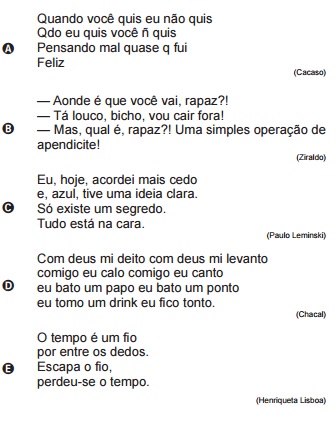 Quando você quis eu não quis
Qdo eu quis você ñ quis
A Pensando mal quase q fui
Feliz
(Cacaso)
— Aonde é que você vai, rapaz?!
B — Tá louco, bicho, vou cair fora!
— Mas, qual é, rapaz?! Uma simples operação de
apendicite!
(Ziraldo)
Eu, hoje, acordei mais cedo
e, azul, tive uma ideia clara.
C Só existe um segredo.
Tudo está na cara.
(Paulo Leminski)
Com deus mi deito com deus mi levanto
comigo eu calo comigo eu canto
D eu bato um papo eu bato um ponto
eu tomo um drink eu fico tonto.
(Chacal)
O tempo é um fio
por entre os dedos.
E Escapa o fio,
perdeu-se o tempo.
(Henriqueta Lisboa)